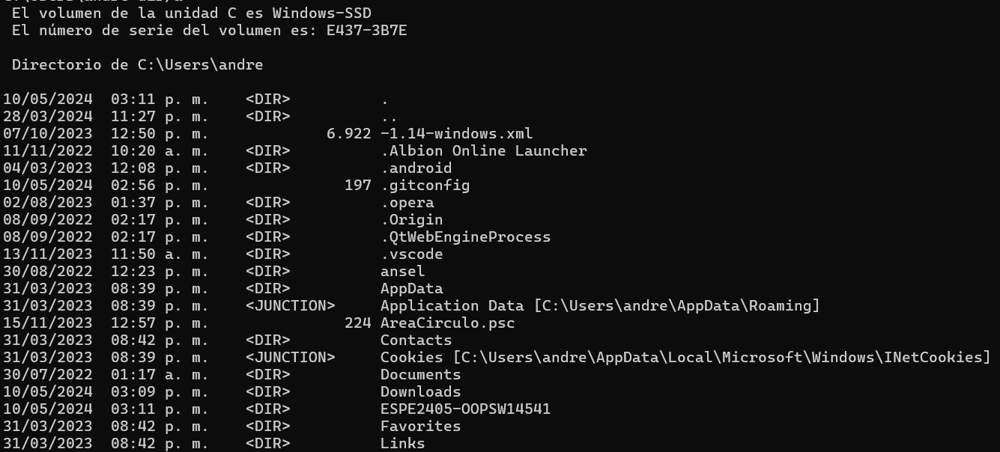 El volumen de la unidad C es Windows-SSD
El número de serie del volumen es: E437-3B7E
Directorio de C:\Users\andre
10/05/2024  03:11 p. m.    <DIR>          .
28/03/2024  11:27 p. m.    <DIR>          ..
07/10/2023  12:50 p. m.             6.922 -1.14-windows.xml
11/11/2022  10:20 a. m.    <DIR>          .Albion Online Launcher
04/03/2023  12:08 p. m.    <DIR>          .android
10/05/2024  02:56 p. m.               197 .gitconfig
02/08/2023  01:37 p. m.    <DIR>          .opera
08/09/2022  02:17 p. m.    <DIR>          .Origin
08/09/2022  02:17 p. m.    <DIR>          .QtWebEngineProcess
13/11/2023  11:50 a. m.    <DIR>          .vscode
30/08/2022  12:23 p. m.    <DIR>          ansel
31/03/2023  08:39 p. m.    <DIR>          AppData
31/03/2023  08:39 p. m.    <JUNCTION>     Application Data [C:\Users\andre\AppData\Roaming]
15/11/2023  12:57 p. m.               224 AreaCirculo.psc
31/03/2023  08:42 p. m.    <DIR>          Contacts
31/03/2023  08:39 p. m.    <JUNCTION>     Cookies [C:\Users\andre\AppData\Local\Microsoft\Windows\INetCookies]
30/07/2022  01:17 a. m.    <DIR>          Documents
10/05/2024  03:09 p. m.    <DIR>          Downloads
10/05/2024  03:11 p. m.    <DIR>          ESPE2405-OOPSW14541
31/03/2023  08:42 p. m.    <DIR>          Favorites
31/03/2023  08:42 p. m.    <DIR>          Links